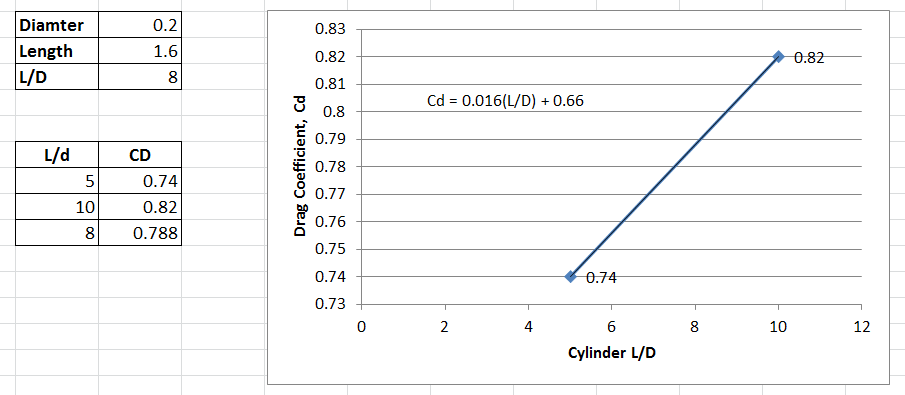 Diamter 0.2
Length 1.6
L/D 8
L/d CD
5 0.74
10 0.82
8 0.788
0.83
0.82
0.81
0.8
0.79
0.78
0.77
0.76
0.75
0.74
0.73
Drag Coefficient, Cd
Cd = 0.016(L/D) + 0.66
0.82
0.74
0 2 4 6 8 10 12
Cylinder L/D